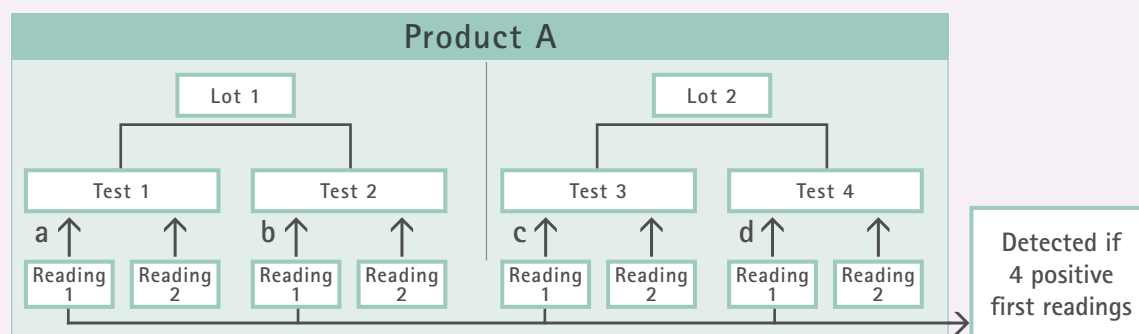 Product A
Lot 1
Lot 2
Test 1
Test 2
Test 3
Test 4
a
b
c
d
Reading
1
Reading
2
Reading
1
Reading
2
Reading
1
Reading
2
Reading
1
Reading
2
Detected if
4 positive
first readings